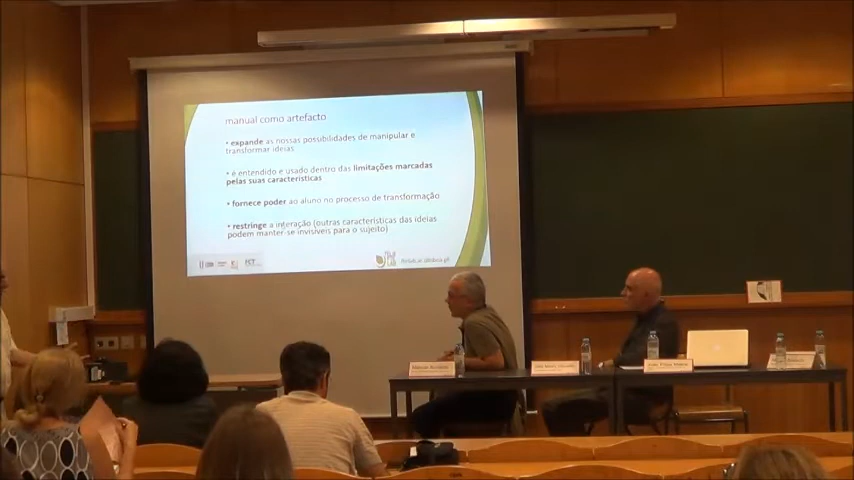 manual como artefacto
• expande as nossas possibilidades de manipular e
transformar ideias
• é entendido e usado dentro das limitações marcadas
pelas suas características
• fornece poder ao aluno no processo de transformação
• restringe a interação (outras características das ideias
podem manter-se invisíveis para o sujeito)
FCT